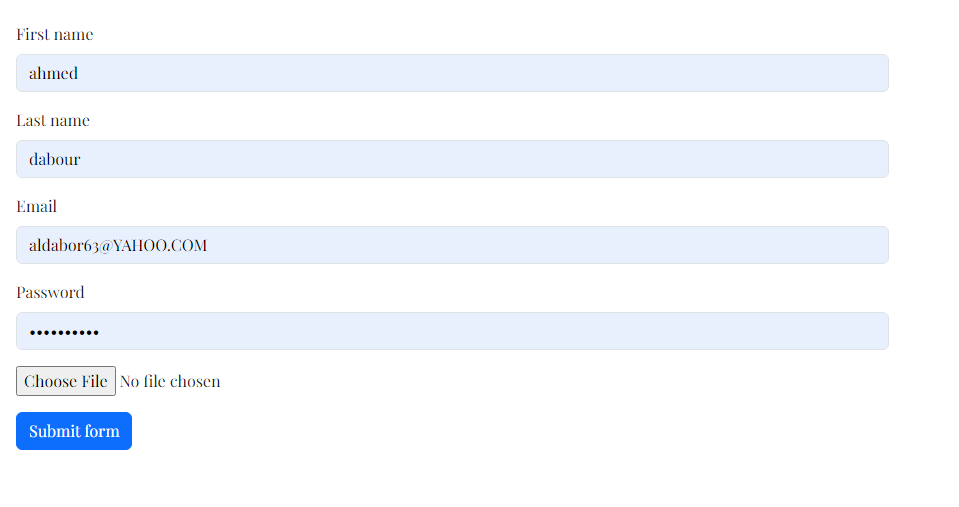 First name
ahmed
Last name
dabour
Email
aldabor63@YAHOO.COM
Password
••••••••••
Choose File No file chosen
Submit form